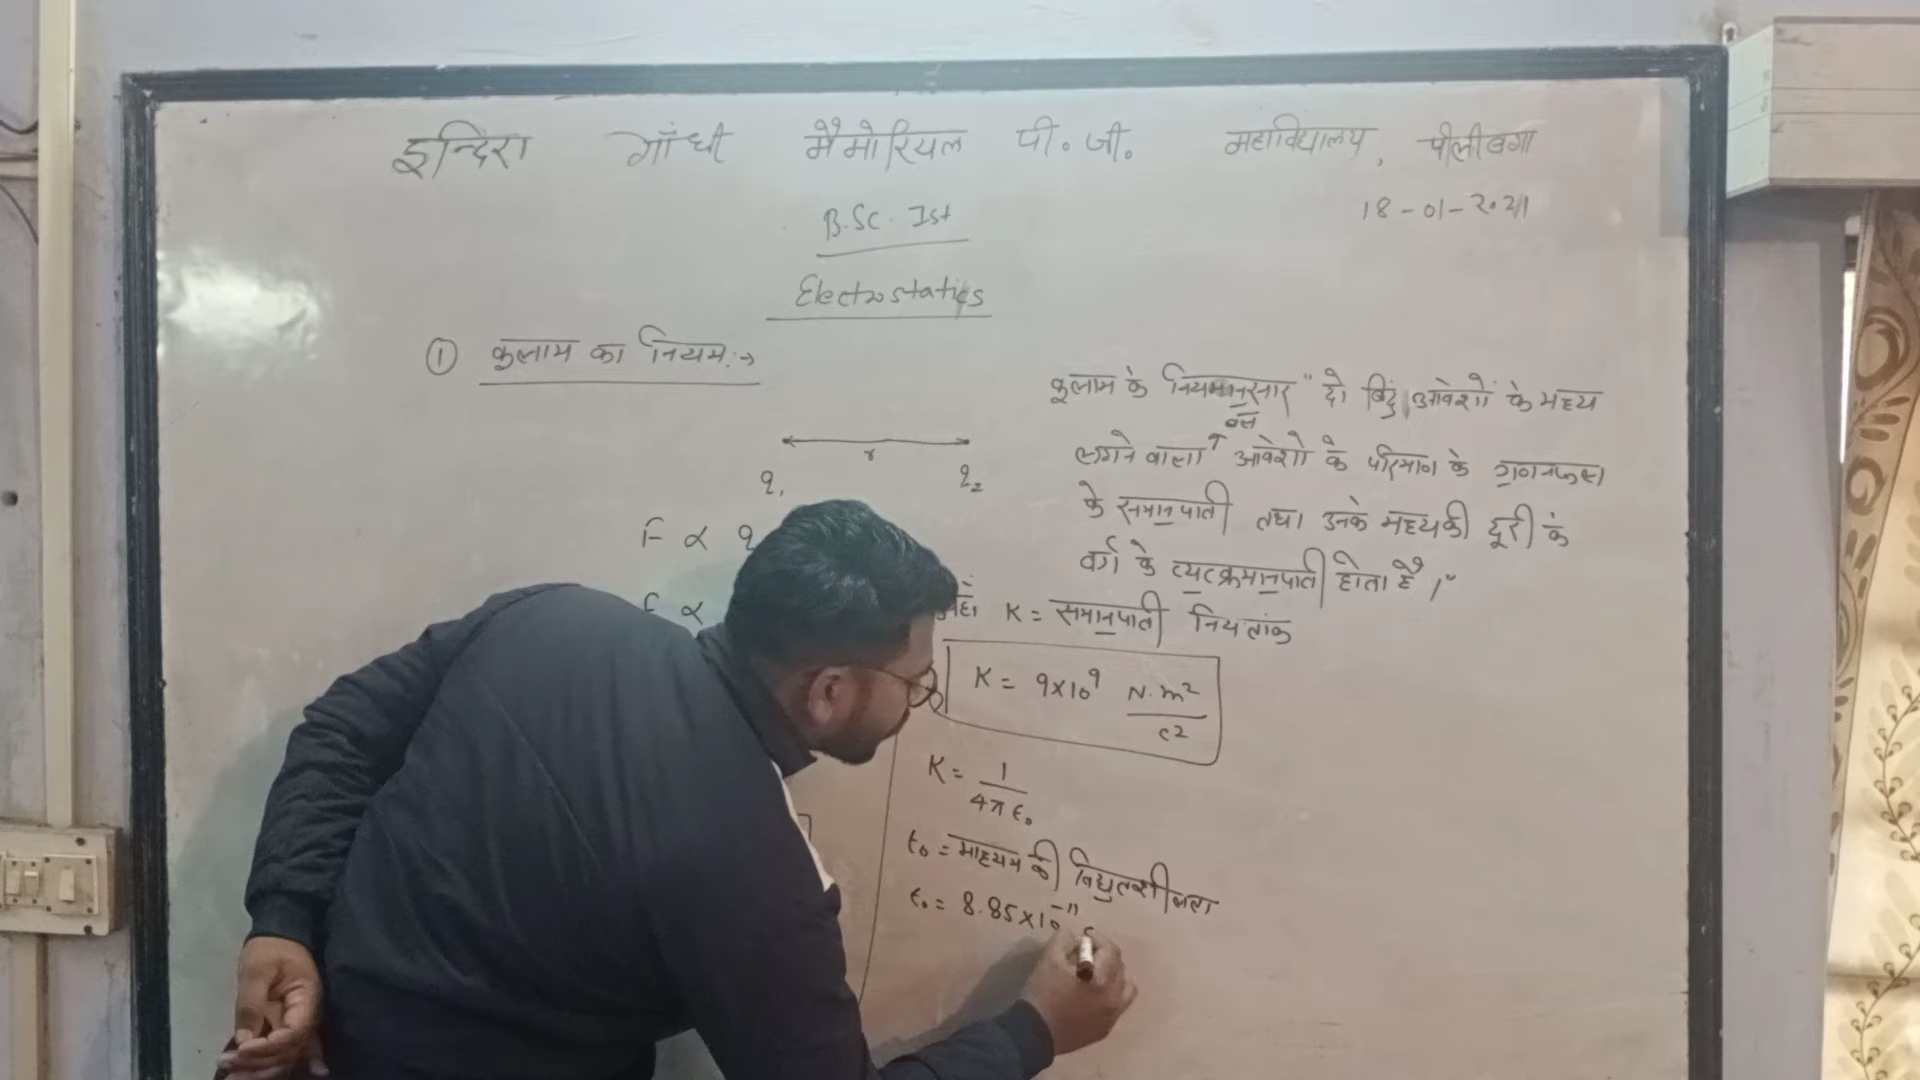 इन्दिरा गाँधी मैमोरियल पी. जी. महाविद्यालय, पीलीबंगा
B.Sc. Ist
18-01-2021
Electrostatics
① कुलाम का नियम :→
r
q₁ q₂
F ∝ q
F ∝
कूलाम के नियमानुसार "दो बिंदु आवेशों के मध्य
लगने वाला बल आवेशो के परिमाण के गुणनफल
के समानुपाती तथा उनके मध्य की दूरी के
वर्ग के व्युत्क्रमानुपाती होता है ।"
K = समानुपाती नियतांक
K = 9×10⁹ N.m²/c²
K = 1/4π ϵ₀
ϵ₀ = माध्यम की विद्युतशीलता
ϵ₀ = 8.85×10⁻¹¹ c